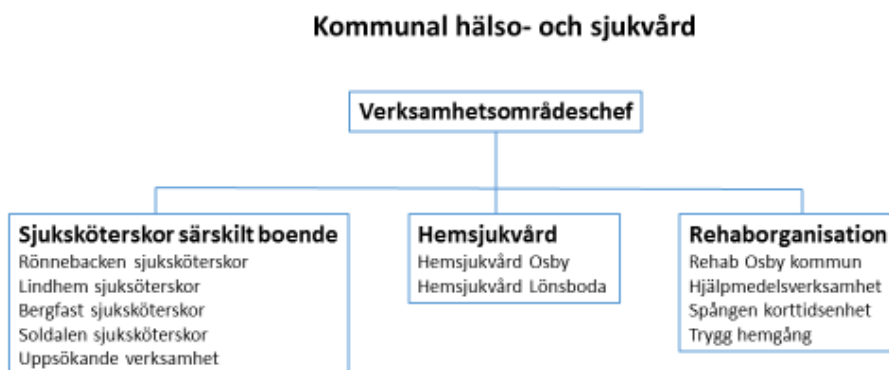 Kommunal hälso- och sjukvård
Verksamhetsområdeschef
Sjuksköterskor särskilt boende
Rönnebacken sjuksköterskor
Lindhem sjuksöterskor
Bergfast sjuksköterskor
Soldalen sjuksköterskor
Uppsökande verksamhet
Hemsjukvård
Hemsjukvård Osby
Hemsjukvård Lönsboda
Rehaborganisation
Rehab Osby kommun
Hjälpmedelsverksamhet
Spången korttidsenhet
Trygg hemgång